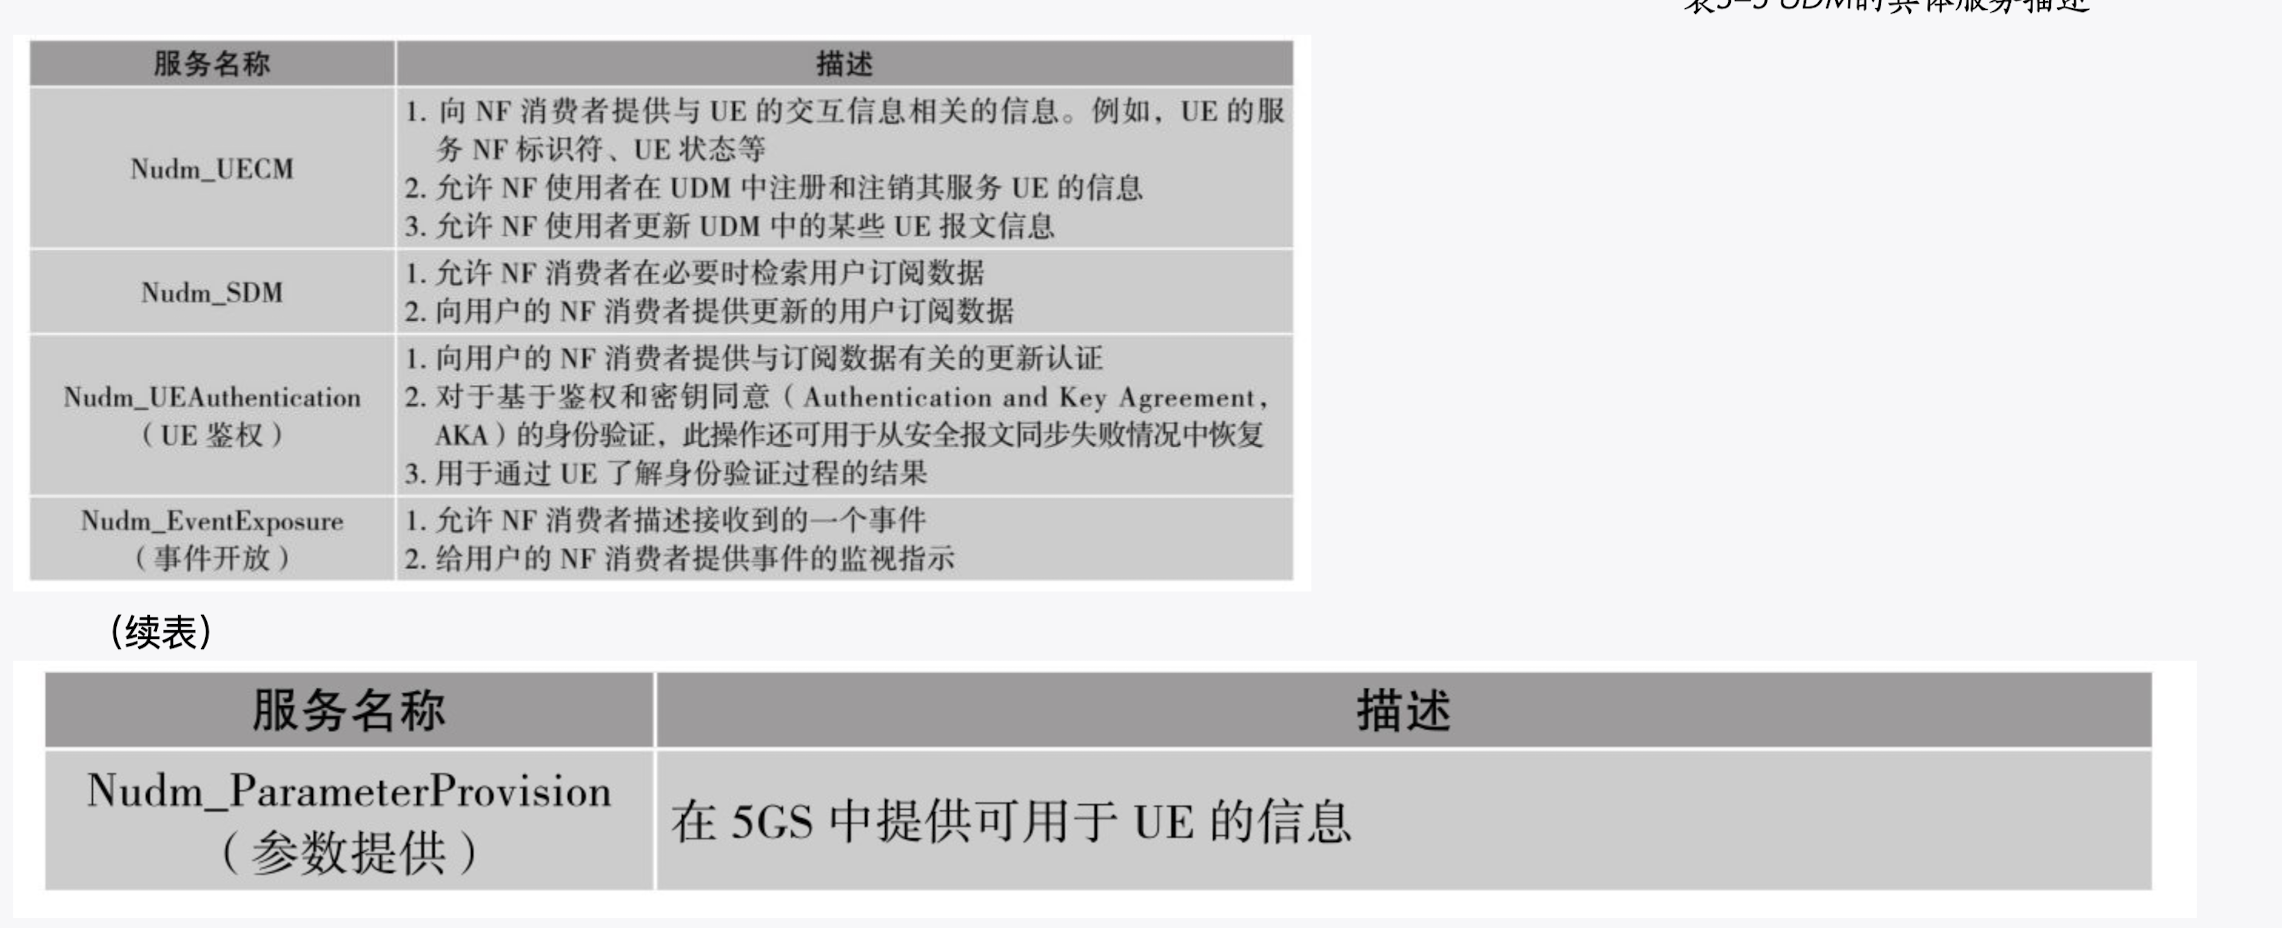 表5-5 UDM的具体服务描述
服务名称
描述
Nudm_UECM
1. 向 NF 消费者提供与 UE 的交互信息相关的信息。例如，UE 的服
务 NF 标识符、UE 状态等
2. 允许 NF 使用者在 UDM 中注册和注销其服务 UE 的信息
3. 允许 NF 使用者更新 UDM 中的某些 UE 报文信息
Nudm_SDM
1. 允许 NF 消费者在必要时检索用户订阅数据
2. 向用户的 NF 消费者提供更新的用户订阅数据
Nudm_UEAuthentication
（UE 鉴权）
1. 向用户的 NF 消费者提供与订阅数据有关的更新认证
2. 对于基于鉴权和密钥同意（Authentication and Key Agreement，
AKA）的身份验证，此操作还可用于从安全报文同步失败情况中恢复
3. 用于通过 UE 了解身份验证过程的结果
Nudm_EventExposure
（事件开放）
1. 允许 NF 消费者描述接收到的一个事件
2. 给用户的 NF 消费者提供事件的监视指示
（续表）
服务名称
描述
Nudm_ParameterProvision
（参数提供）
在 5GS 中提供可用于 UE 的信息